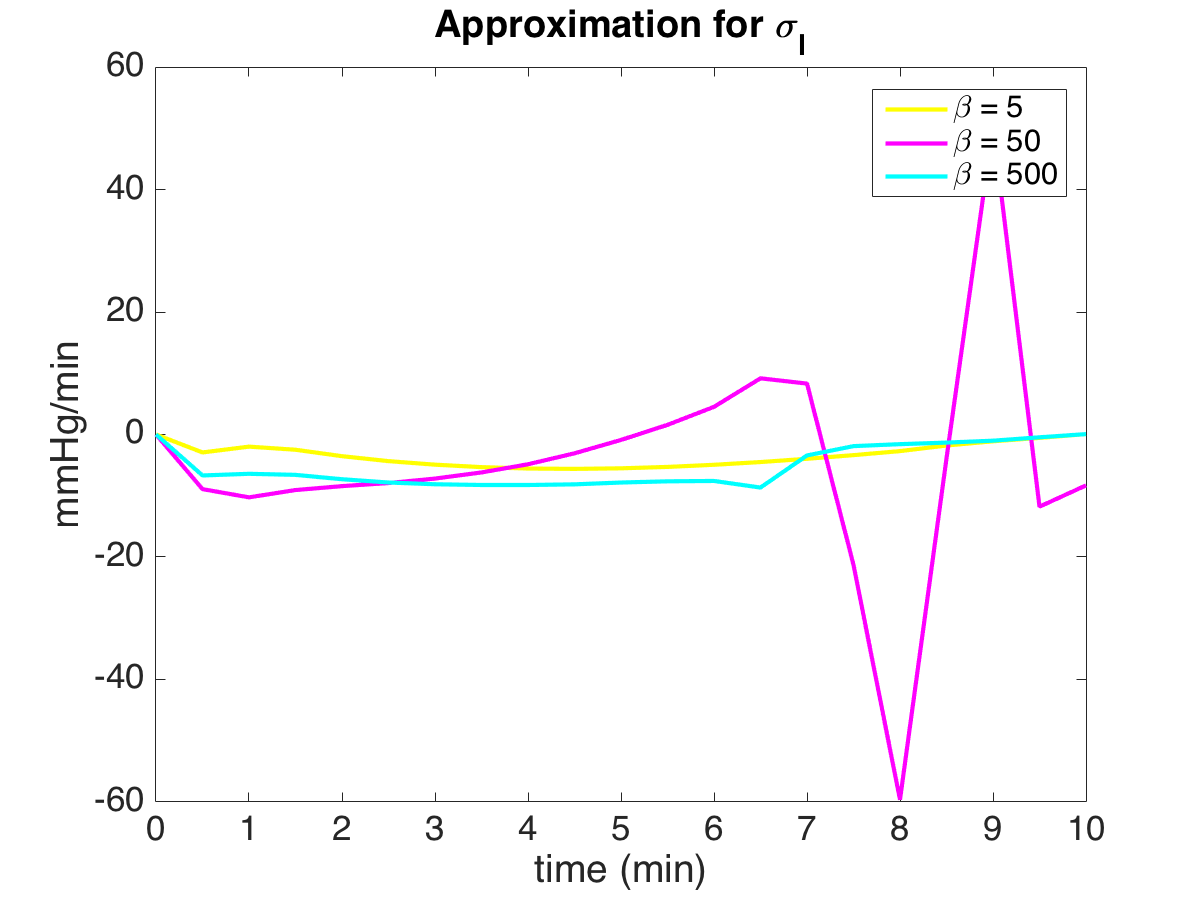 Approximation for σI
60
40
20
0
-20
-40
-60
mmHg/min
β = 5
β = 50
β = 500
0 1 2 3 4 5 6 7 8 9 10
time (min)